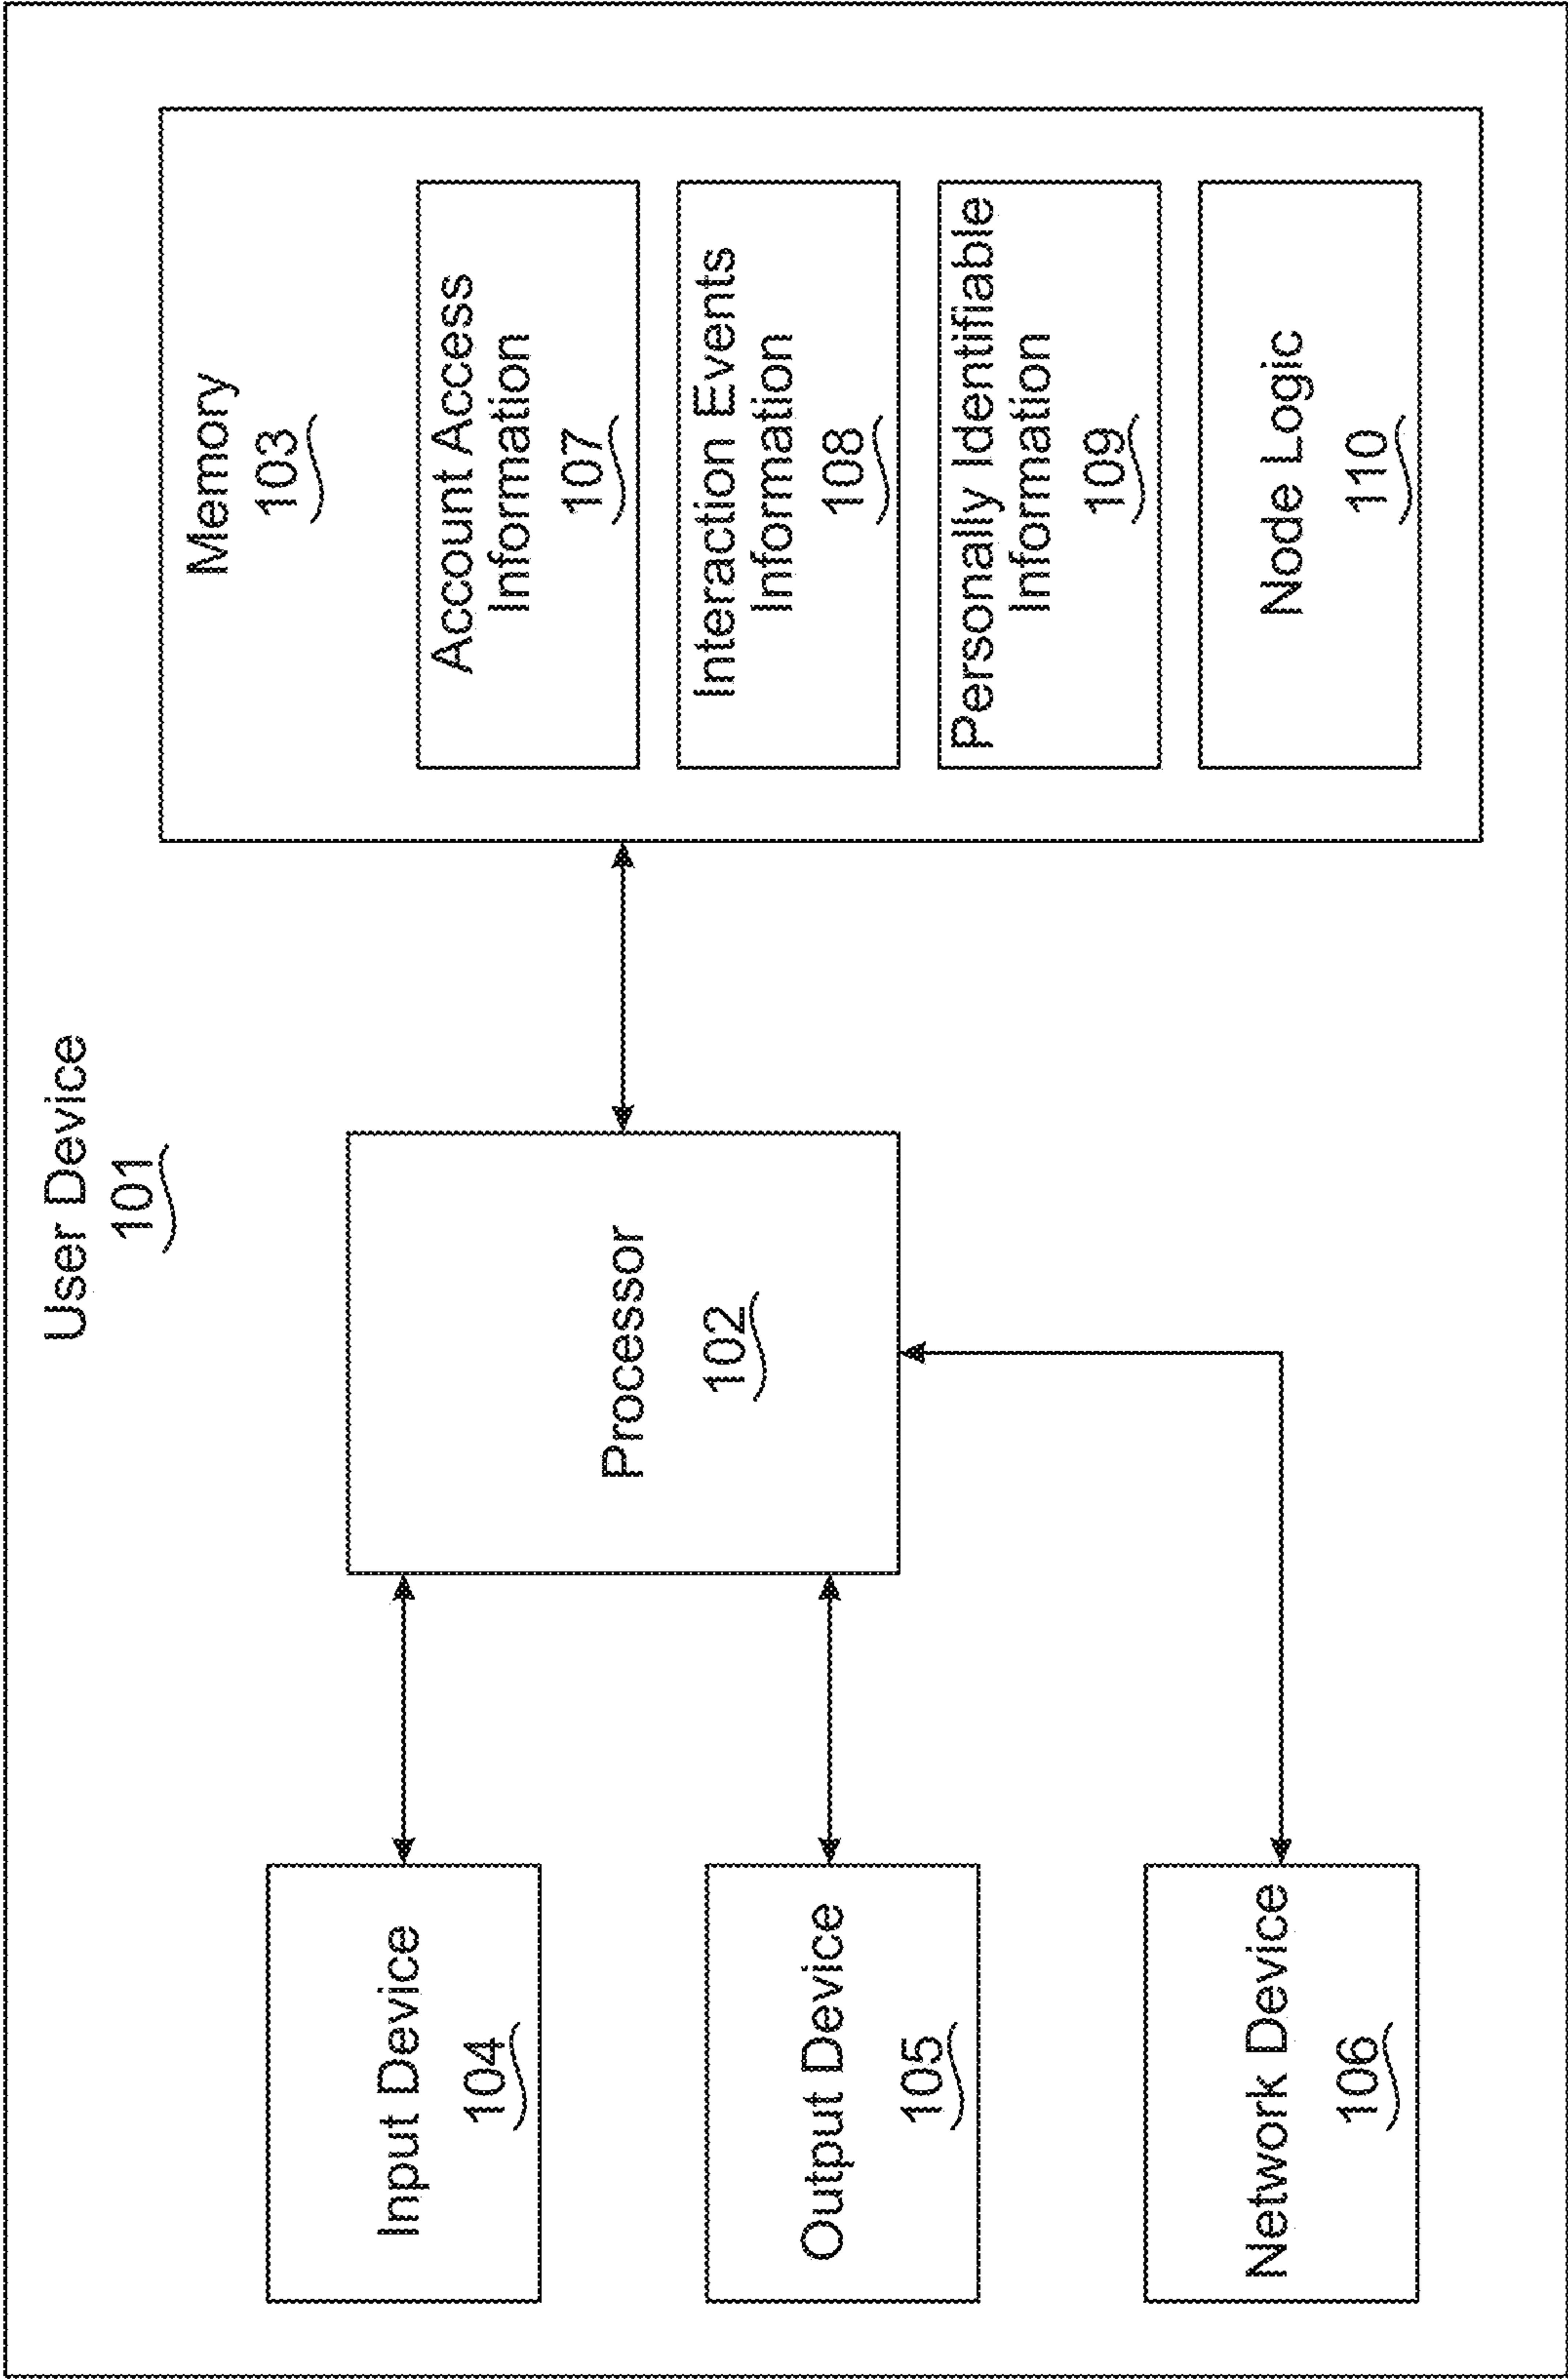 User Device
101
Input Device
104
Output Device
105
Network Device
106
Processor
102
Memory
103
Account Access
Information
107
Interaction Events
Information
108
Personally Identifiable
Information
109
Node Logic
110